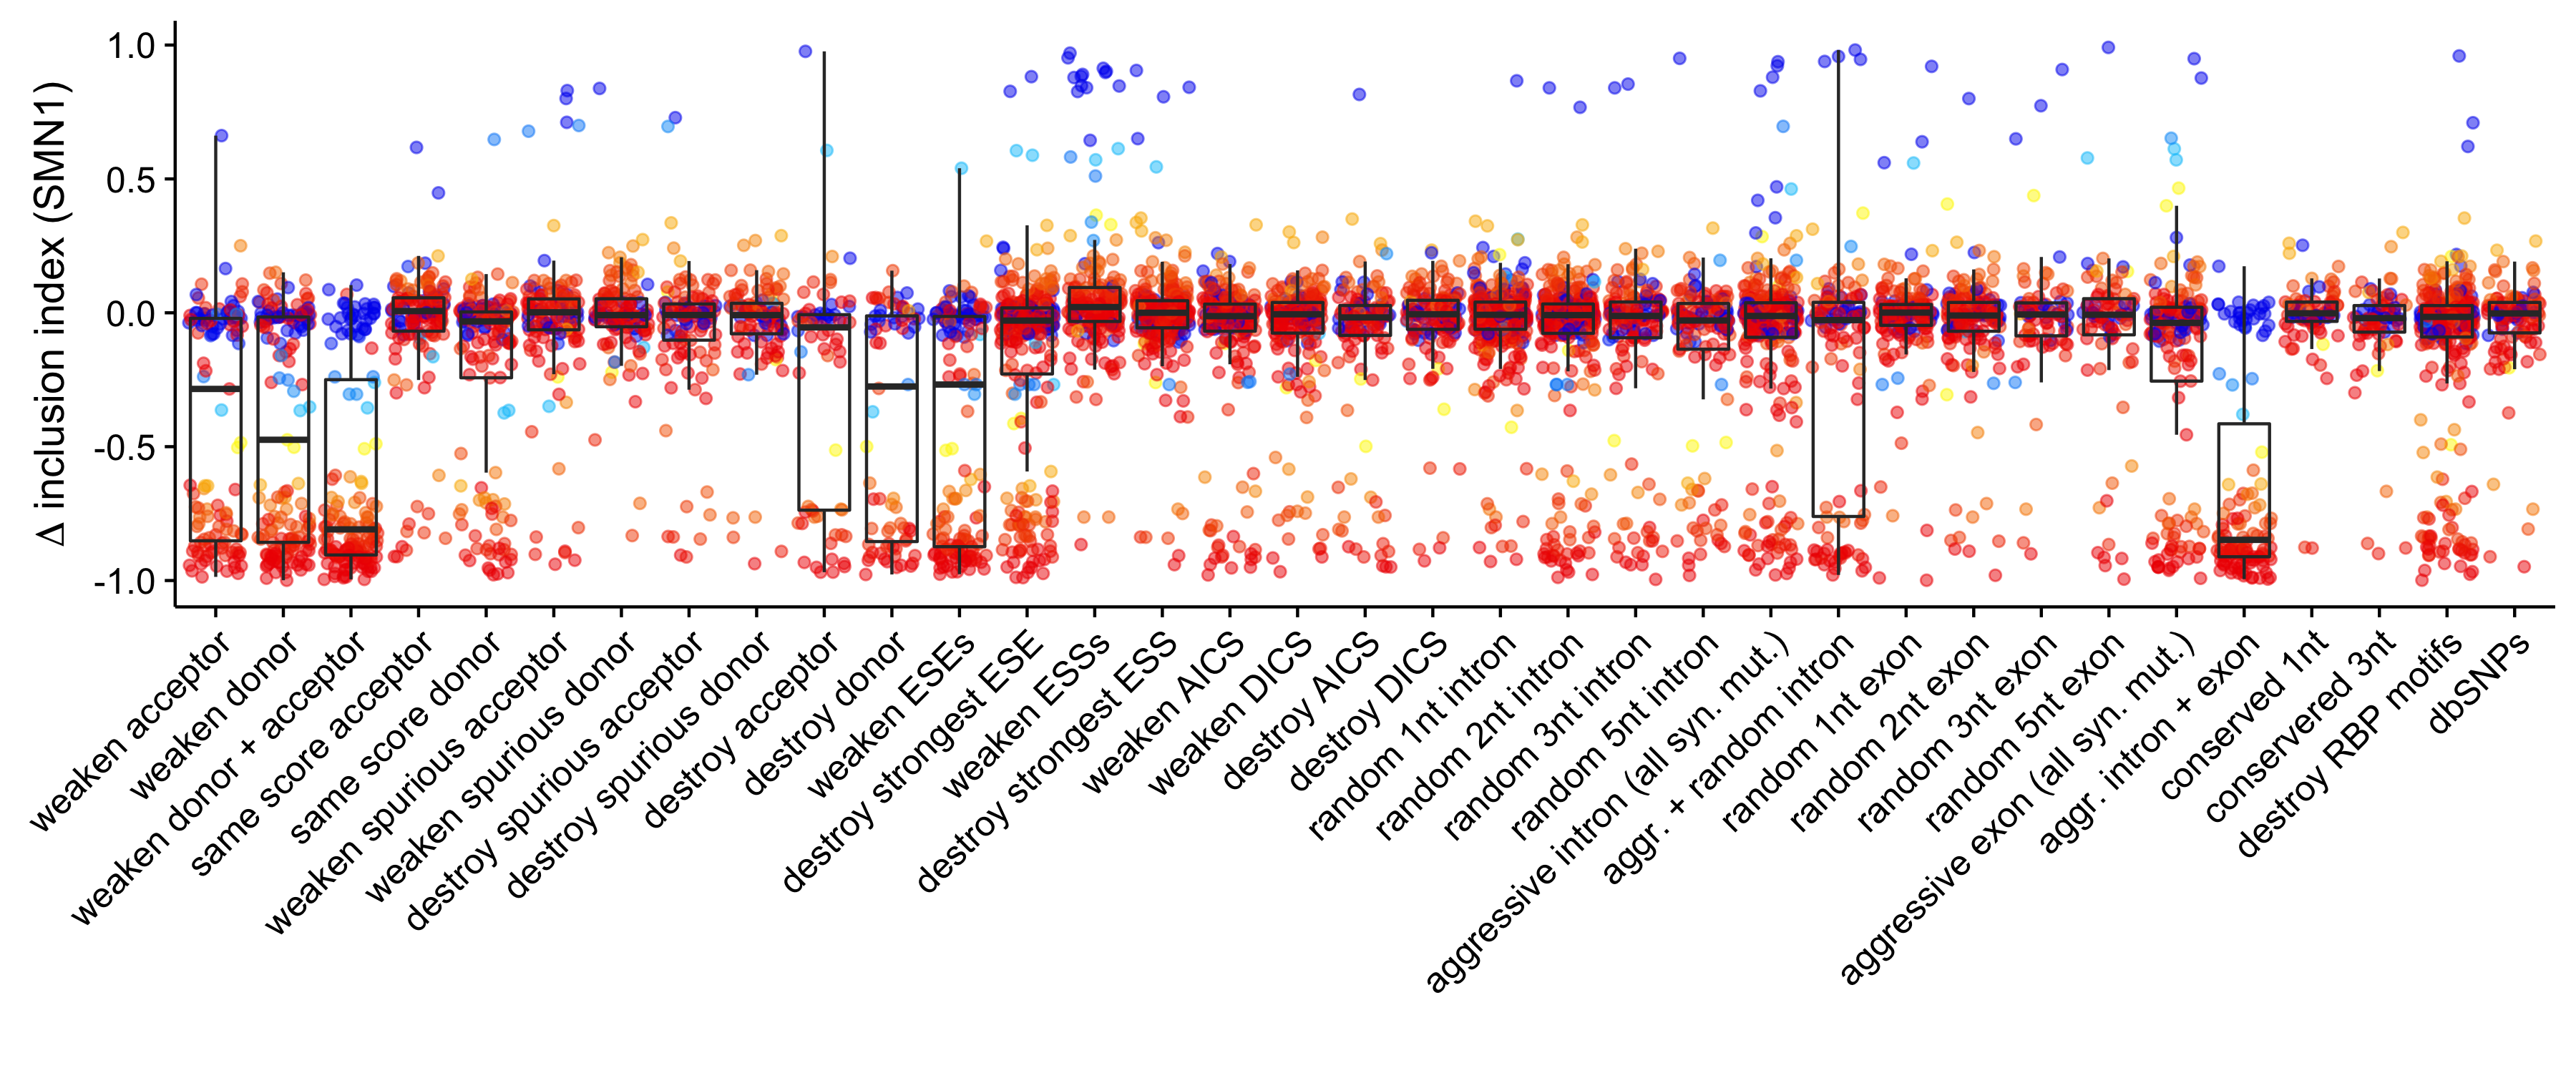 Δ inclusion index (SMN1)
1.0
0.5
0.0
-0.5
-1.0
weaken acceptor
weaken donor
weaken donor + acceptor
same score acceptor
same score donor
weaken spurious acceptor
weaken spurious donor
destroy spurious acceptor
destroy spurious donor
destroy acceptor
destroy donor
weaken ESEs
destroy strongest ESE
weaken ESSs
destroy strongest ESS
weaken AICS
weaken DICS
destroy AICS
destroy DICS
random 1nt intron
random 2nt intron
random 3nt intron
random 5nt intron
aggressive intron (all syn. mut.)
aggr. + random intron
random 1nt exon
random 2nt exon
random 3nt exon
random 5nt exon
aggressive exon (all syn. mut.)
aggr. intron + exon
conserved 1nt
conservered 3nt
destroy RBP motifs
dbSNPs